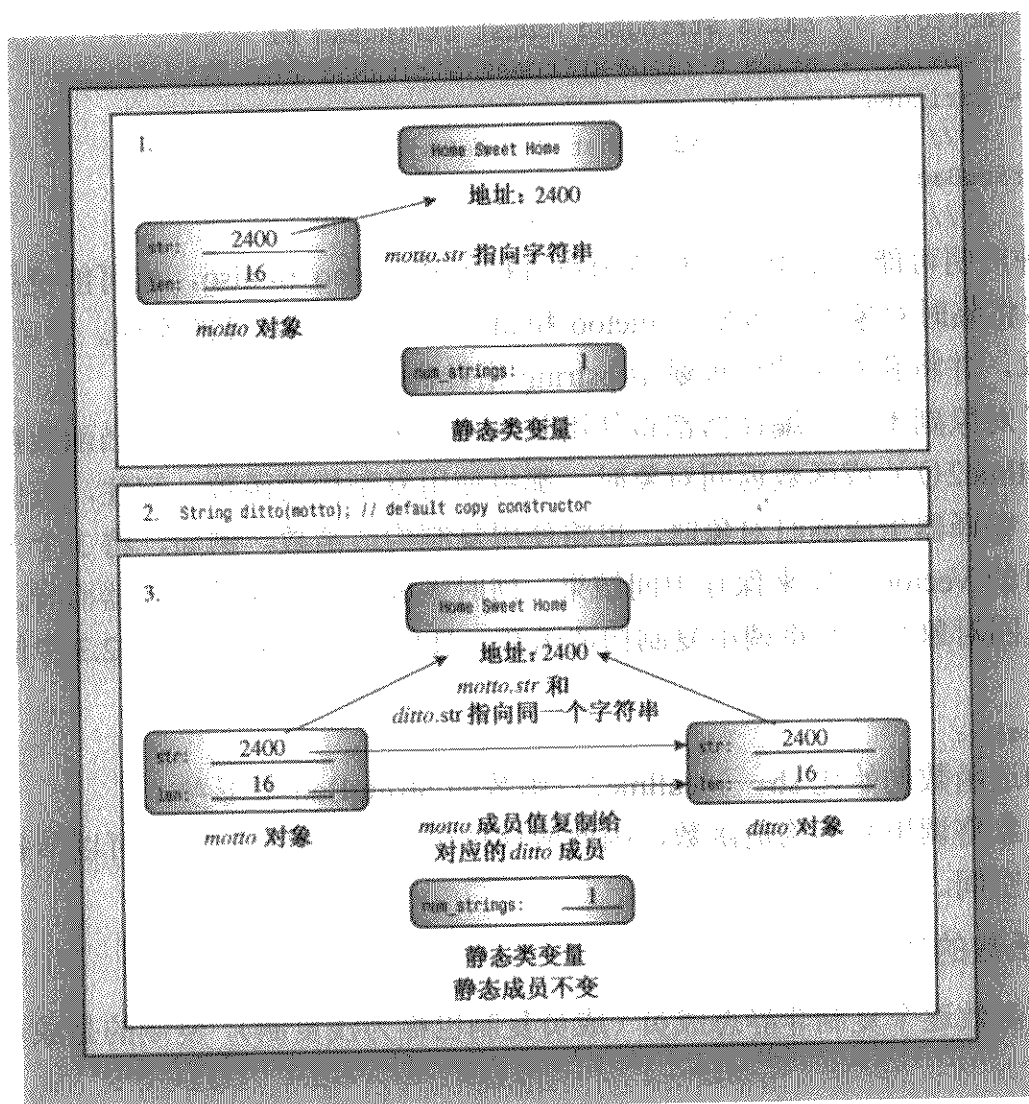 1.
Home Sweet Home
地址：2400
str: 2400
len: 16
motto.str 指向字符串
motto 对象
num_strings: 1
静态类变量
2. String ditto(motto); // default copy constructor
3.
Home Sweet Home
地址：2400
motto.str 和
ditto.str 指向同一个字符串
str: 2400
len: 16
str: 2400
len: 16
motto 对象
motto 成员值复制给
对应的 ditto 成员
ditto 对象
num_strings: 1
静态类变量
静态成员不变